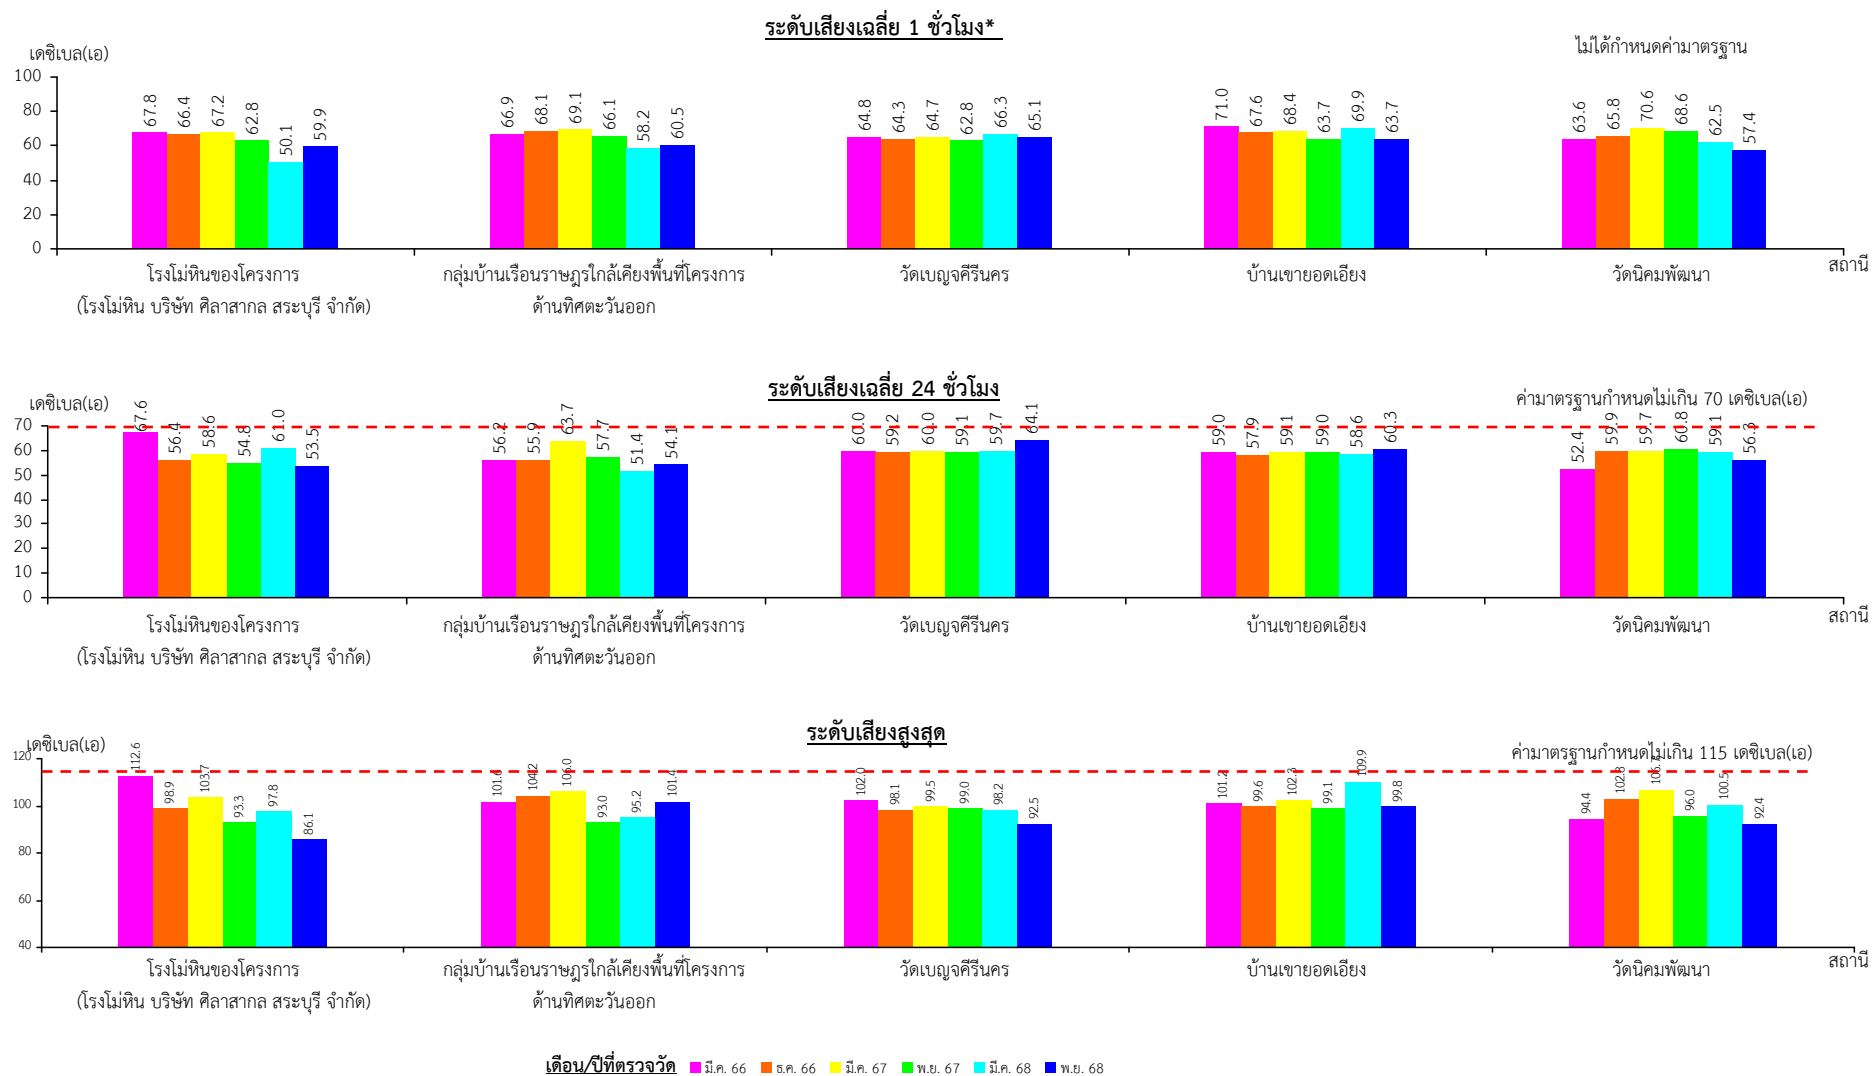 ระดับเสียงเฉลี่ย 1 ชั่วโมง*
เดซิเบล(เอ)
ไม่ได้กำหนดค่ามาตรฐาน
100
80
60
40
20
0
67.8 66.4 67.2 62.8 50.1 59.9
66.9 68.1 69.1 66.1 58.2 60.5
64.8 64.3 64.7 62.8 66.3 65.1
71.0 67.6 68.4 63.7 69.9 63.7
63.6 65.8 70.6 68.6 62.5 57.4
โรงโม่หินของโครงการ
(โรงโม่หิน บริษัท ศิลาสากล สระบุรี จำกัด)
กลุ่มบ้านเรือนราษฎรใกล้เคียงพื้นที่โครงการ
ด้านทิศตะวันออก
วัดเบญจคีรีนคร
บ้านเขายอดเอียง
วัดนิคมพัฒนา
สถานี
ระดับเสียงเฉลี่ย 24 ชั่วโมง
เดซิเบล(เอ)
ค่ามาตรฐานกำหนดไม่เกิน 70 เดซิเบล(เอ)
70
60
50
40
30
20
10
0
67.6 56.4 58.6 54.8 61.0 53.5
56.2 55.9 63.7 57.7 51.4 54.1
60.0 59.2 60.0 59.1 59.7 64.1
59.0 57.9 59.1 59.0 58.6 60.3
52.4 59.9 59.7 60.8 59.1 56.3
โรงโม่หินของโครงการ
(โรงโม่หิน บริษัท ศิลาสากล สระบุรี จำกัด)
กลุ่มบ้านเรือนราษฎรใกล้เคียงพื้นที่โครงการ
ด้านทิศตะวันออก
วัดเบญจคีรีนคร
บ้านเขายอดเอียง
วัดนิคมพัฒนา
สถานี
ระดับเสียงสูงสุด
เดซิเบล(เอ)
ค่ามาตรฐานกำหนดไม่เกิน 115 เดซิเบล(เอ)
120
100
80
60
40
112.6 98.9 103.7 93.3 97.8 86.1
101.6 104.2 106.0 93.0 95.2 101.4
102.0 98.1 99.5 99.0 98.2 92.5
101.2 99.6 102.3 99.1 109.9 99.8
94.4 102.8 96.0 100.5 92.4
โรงโม่หินของโครงการ
(โรงโม่หิน บริษัท ศิลาสากล สระบุรี จำกัด)
กลุ่มบ้านเรือนราษฎรใกล้เคียงพื้นที่โครงการ
ด้านทิศตะวันออก
วัดเบญจคีรีนคร
บ้านเขายอดเอียง
วัดนิคมพัฒนา
สถานี
เดือน/ปีที่ตรวจวัด มี.ค. 66 ธ.ค. 66 มี.ค. 67 พ.ย. 67 มี.ค. 68 พ.ย. 68